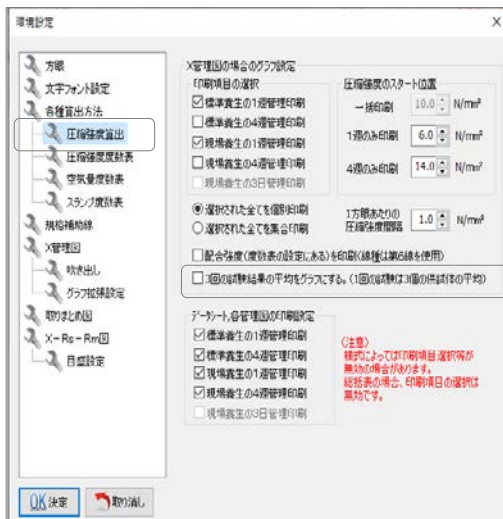 環境設定
X
方眼
文字フォント設定
各種算出方法
圧縮強度算出
圧縮強度度数表
空気量度数表
スランプ度数表
規格補助線
X管理図
吹き出し
グラフ拡張設定
取りまとめ図
X-Rs-Rm図
目盛設定
OK 決定
取り消し
X管理図の場合のグラフ設定
印刷項目の選択
標準養生の1週管理印刷
標準養生の4週管理印刷
現場養生の1週管理印刷
現場養生の4週管理印刷
現場養生の3日管理印刷
圧縮強度のスタート位置
一括印刷 10.0 N/mm²
1週のみ印刷 6.0 N/mm²
4週のみ印刷 14.0 N/mm²
選択された全てを個別印刷
選択された全てを集合印刷
1方眼あたりの
圧縮強度間隔 1.0 N/mm²
配合強度(度数表の設定にある)を印刷(線種は第6線を使用)
3回の試験結果の平均をグラフにする。(1回の試験は3個の供試体の平均)
データシート,各管理図の印刷設定
標準養生の1週管理印刷
標準養生の4週管理印刷
現場養生の1週管理印刷
現場養生の4週管理印刷
現場養生の3日管理印刷
(注意)
様式によっては印刷項目選択等が
無効の場合があります。
総括表の場合、印刷項目の選択は
無効です。